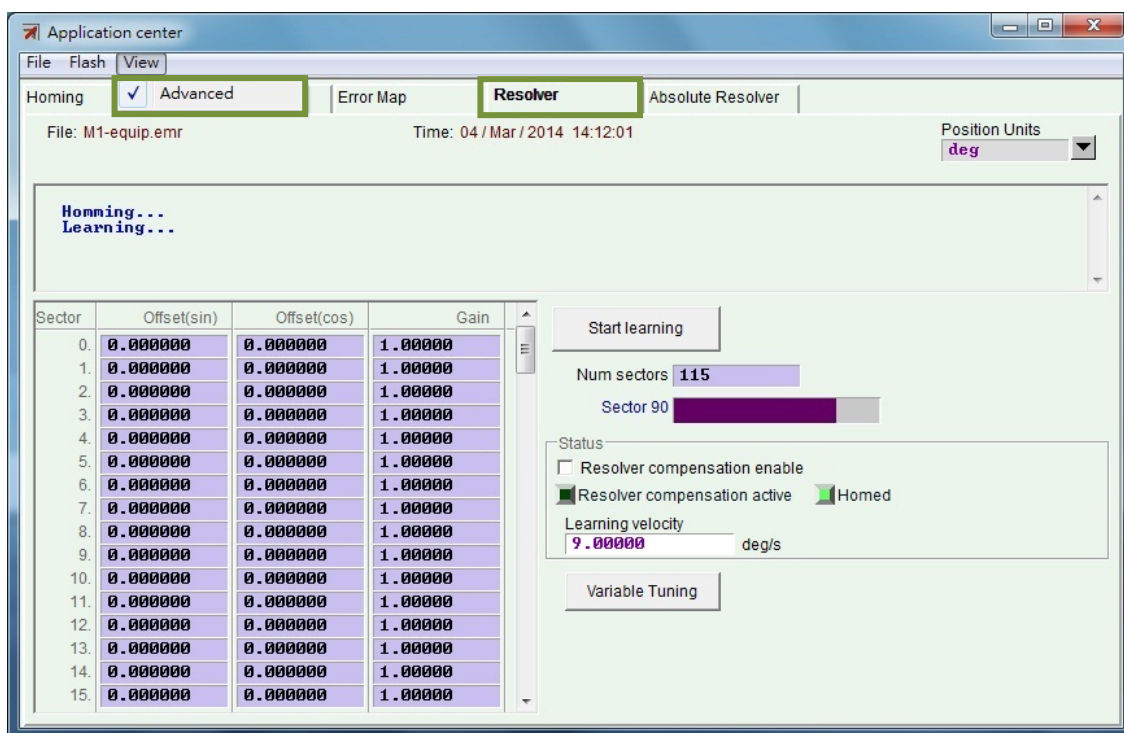 Application center
File Flash View
Homing ✓ Advanced Error Map Resolver Absolute Resolver
File: M1-equip.emr Time: 04 / Mar / 2014 14:12:01 Position Units
deg
Homming...
Learning...
Sector Offset(sin) Offset(cos) Gain
0. 0.000000 0.000000 1.00000
1. 0.000000 0.000000 1.00000
2. 0.000000 0.000000 1.00000
3. 0.000000 0.000000 1.00000
4. 0.000000 0.000000 1.00000
5. 0.000000 0.000000 1.00000
6. 0.000000 0.000000 1.00000
7. 0.000000 0.000000 1.00000
8. 0.000000 0.000000 1.00000
9. 0.000000 0.000000 1.00000
10. 0.000000 0.000000 1.00000
11. 0.000000 0.000000 1.00000
12. 0.000000 0.000000 1.00000
13. 0.000000 0.000000 1.00000
14. 0.000000 0.000000 1.00000
15. 0.000000 0.000000 1.00000
Start learning
Num sectors 115
Sector 90
Status
Resolver compensation enable
Resolver compensation active Homed
Learning velocity
9.00000 deg/s
Variable Tuning